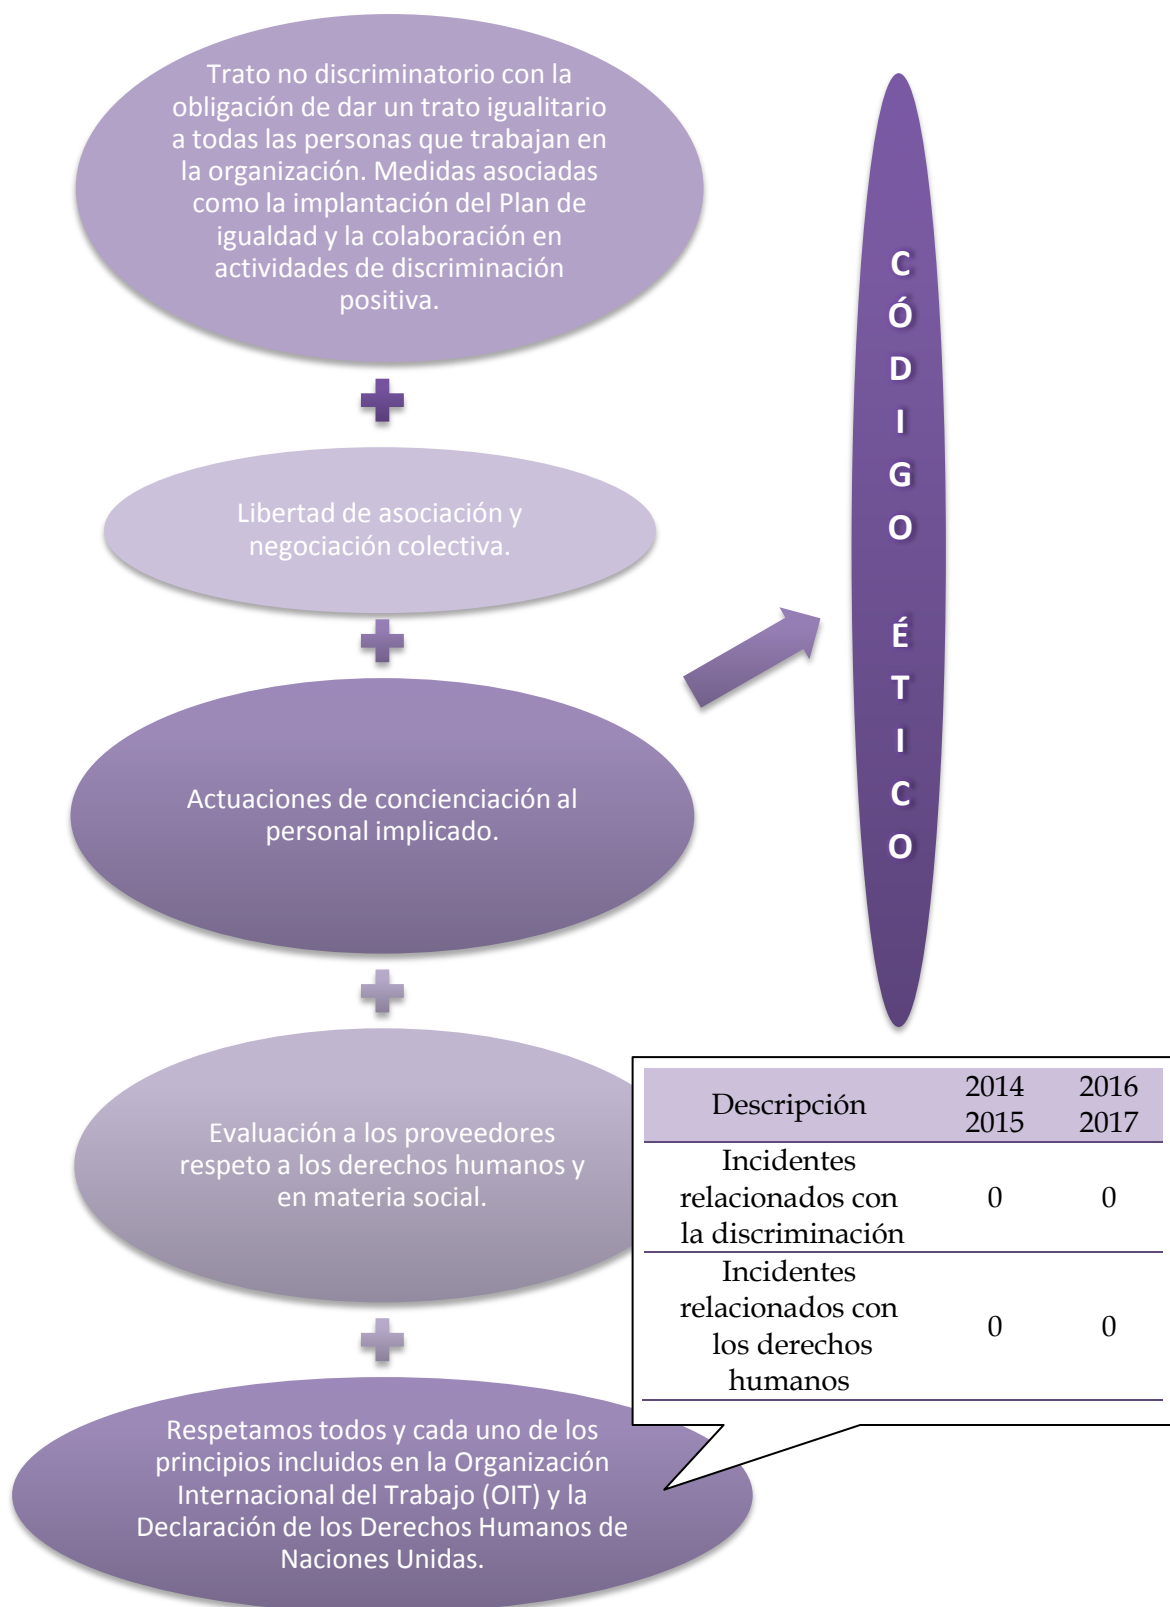 Trato no discriminatorio con la
obligación de dar un trato igualitario
a todas las personas que trabajan en
la organización. Medidas asociadas
como la implantación del Plan de
igualdad y la colaboración en
actividades de discriminación
positiva.
Libertad de asociación y
negociación colectiva.
Actuaciones de concienciación al
personal implicado.
Evaluación a los proveedores
respeto a los derechos humanos y
en materia social.
Respetamos todos y cada uno de los
principios incluidos en la Organización
Internacional del Trabajo (OIT) y la
Declaración de los Derechos Humanos de
Naciones Unidas.
C
Ó
D
I
G
O
É
T
I
C
O
Descripción 2014 2015 2016 2017
Incidentes
relacionados con 0 0
la discriminación
Incidentes
relacionados con
los derechos 0 0
humanos